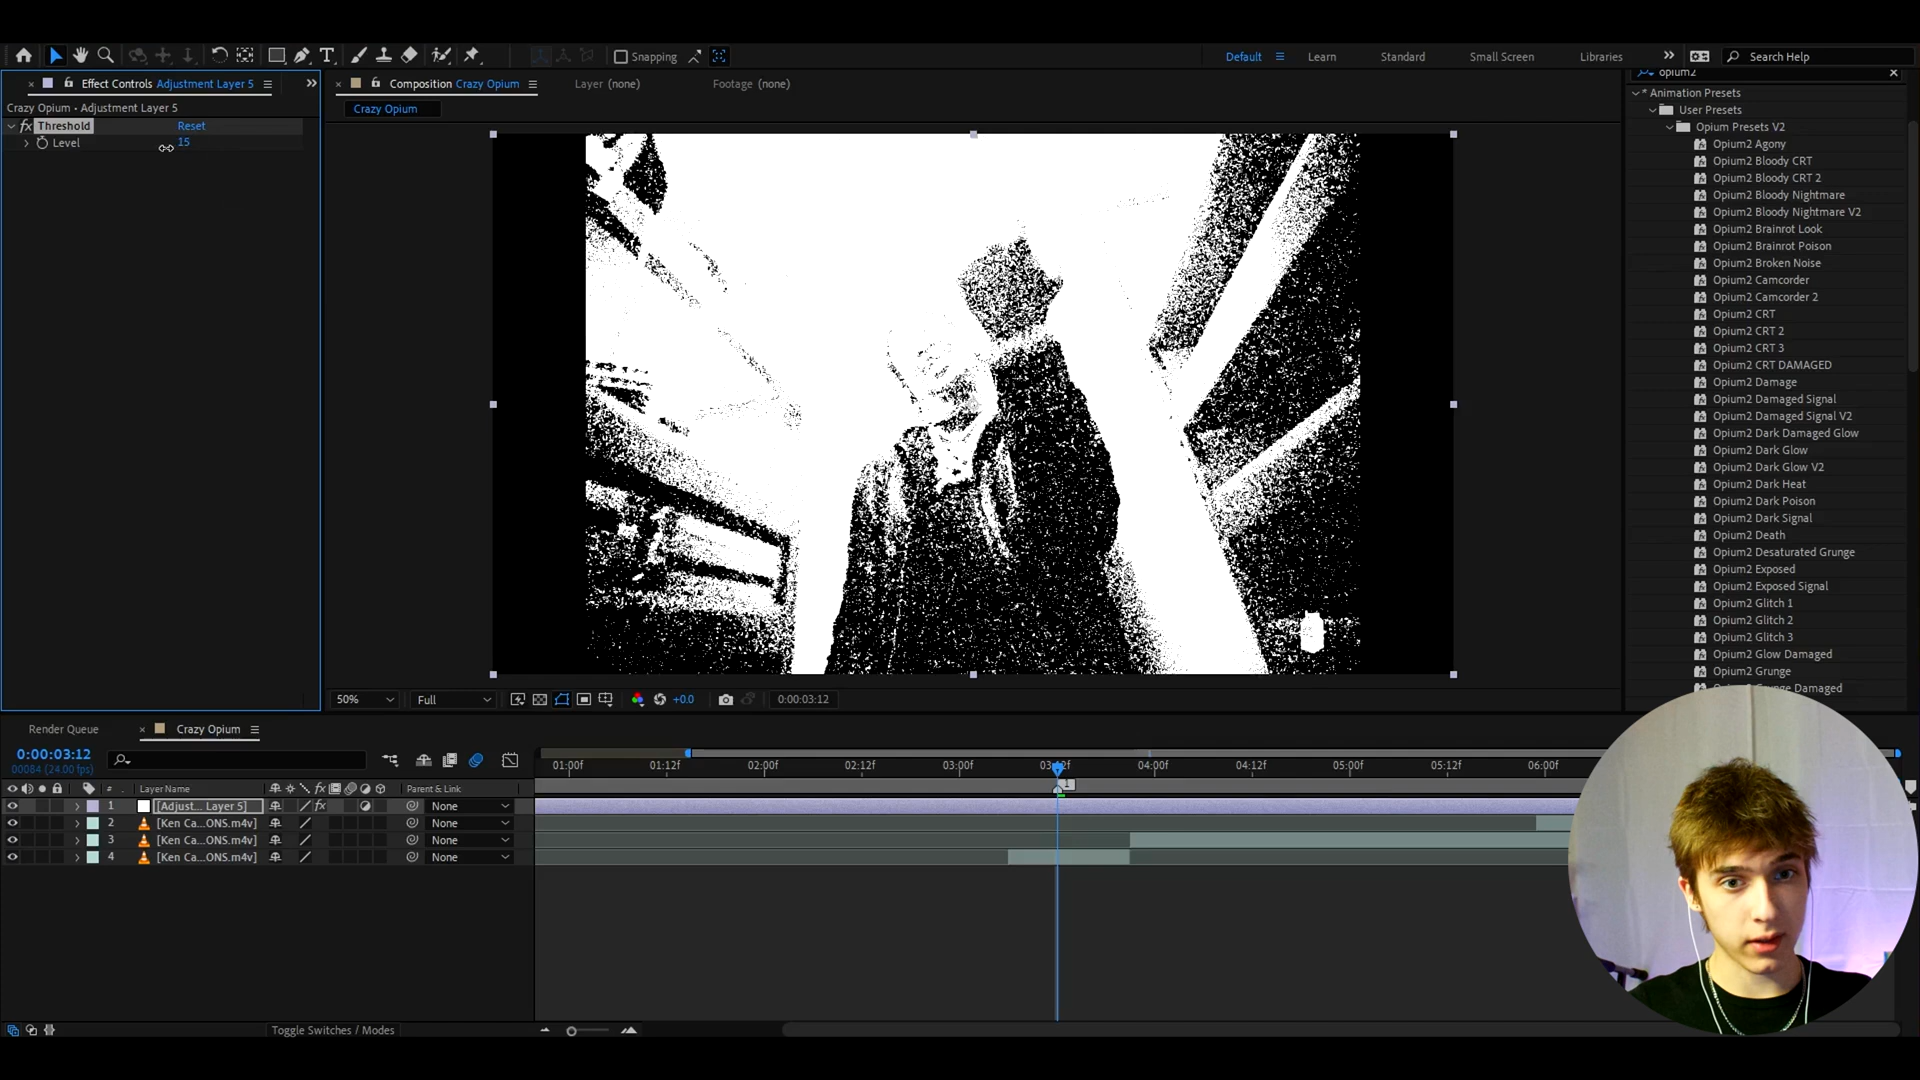 Snapping
Default
Learn
Standard
Small Screen
Libraries
Search Help
Effect Controls Adjustment Layer 5
Composition Crazy Opium
Layer (none)
Footage (none)
opium2
Crazy Opium • Adjustment Layer 5
Crazy Opium
fx Threshold
Reset
Level
15
* Animation Presets
User Presets
Opium Presets V2
Opium2 Agony
Opium2 Bloody CRT
Opium2 Bloody CRT 2
Opium2 Bloody Nightmare
Opium2 Bloody Nightmare V2
Opium2 Brainrot Look
Opium2 Brainrot Poison
Opium2 Broken Noise
Opium2 Camcorder
Opium2 Camcorder 2
Opium2 CRT
Opium2 CRT 2
Opium2 CRT 3
Opium2 CRT DAMAGED
Opium2 Damage
Opium2 Damaged Signal
Opium2 Damaged Signal V2
Opium2 Dark Damaged Glow
Opium2 Dark Glow
Opium2 Dark Glow V2
Opium2 Dark Heat
Opium2 Dark Poison
Opium2 Dark Signal
Opium2 Death
Opium2 Desaturated Grunge
Opium2 Exposed
Opium2 Exposed Signal
Opium2 Glitch 1
Opium2 Glitch 2
Opium2 Glitch 3
Opium2 Glow Damaged
Opium2 Grunge
50%
Full
+0.0
0:00:03:12
Render Queue
Crazy Opium
0:00:03:12
00084 (24.00 fps)
01:00f
01:12f
02:00f
02:12f
03:00f
04:00f
04:12f
05:00f
05:12f
06:00f
1
#
Layer Name
fx
Parent & Link
1 [Adjust... Layer 5] fx None
2 [Ken Ca...ONS.m4v] None
3 [Ken Ca...ONS.m4v] None
4 [Ken Ca...ONS.m4v] None
Toggle Switches / Modes